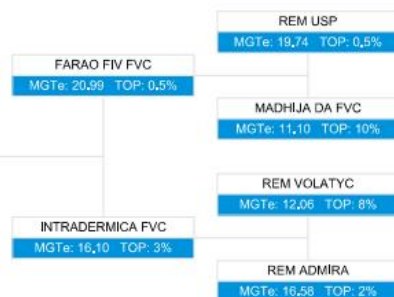 REM USP
MGTe: 19.74 TOP: 0.5%
FARAO FIV FVC
MGTe: 20.99 TOP: 0.5%
MADHIJA DA FVC
MGTe: 11.10 TOP: 10%
REM VOLATYC
MGTe: 12.06 TOP: 8%
INTRADERMICA FVC
MGTe: 16.10 TOP: 3%
REM ADMÍRA
MGTe: 16.58 TOP: 2%